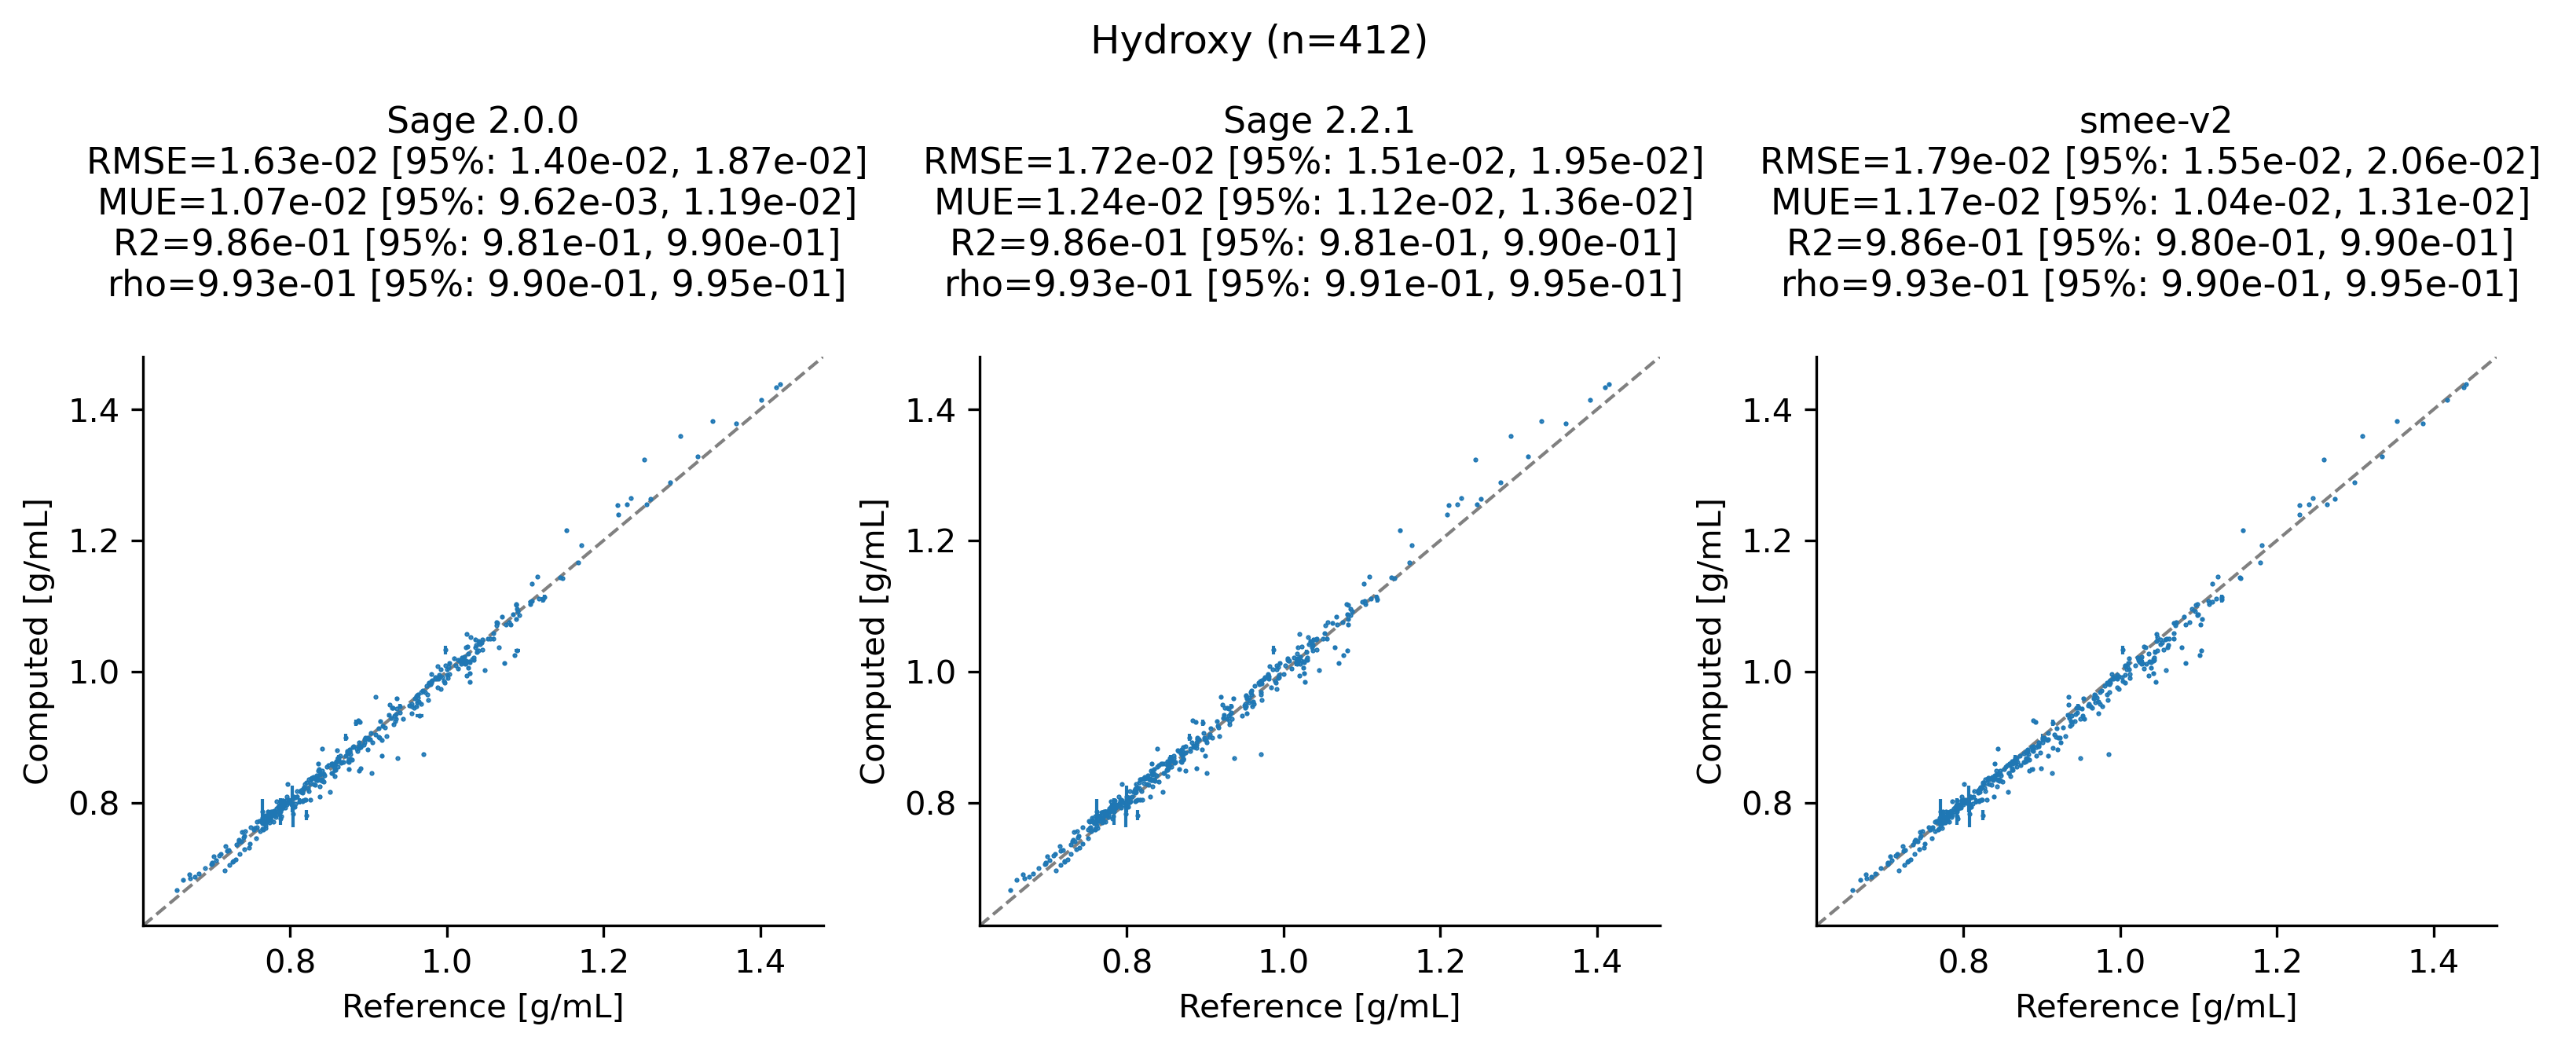 Hydroxy (n=412)
Sage 2.0.0
RMSE=1.63e-02 [95%: 1.40e-02, 1.87e-02]
MUE=1.07e-02 [95%: 9.62e-03, 1.19e-02]
R2=9.86e-01 [95%: 9.81e-01, 9.90e-01]
rho=9.93e-01 [95%: 9.90e-01, 9.95e-01]
Computed [g/mL]
1.4
1.2
1.0
0.8
0.8 1.0 1.2 1.4
Reference [g/mL]
Sage 2.2.1
RMSE=1.72e-02 [95%: 1.51e-02, 1.95e-02]
MUE=1.24e-02 [95%: 1.12e-02, 1.36e-02]
R2=9.86e-01 [95%: 9.81e-01, 9.90e-01]
rho=9.93e-01 [95%: 9.91e-01, 9.95e-01]
Computed [g/mL]
1.4
1.2
1.0
0.8
0.8 1.0 1.2 1.4
Reference [g/mL]
smee-v2
RMSE=1.79e-02 [95%: 1.55e-02, 2.06e-02]
MUE=1.17e-02 [95%: 1.04e-02, 1.31e-02]
R2=9.86e-01 [95%: 9.80e-01, 9.90e-01]
rho=9.93e-01 [95%: 9.90e-01, 9.95e-01]
Computed [g/mL]
1.4
1.2
1.0
0.8
0.8 1.0 1.2 1.4
Reference [g/mL]